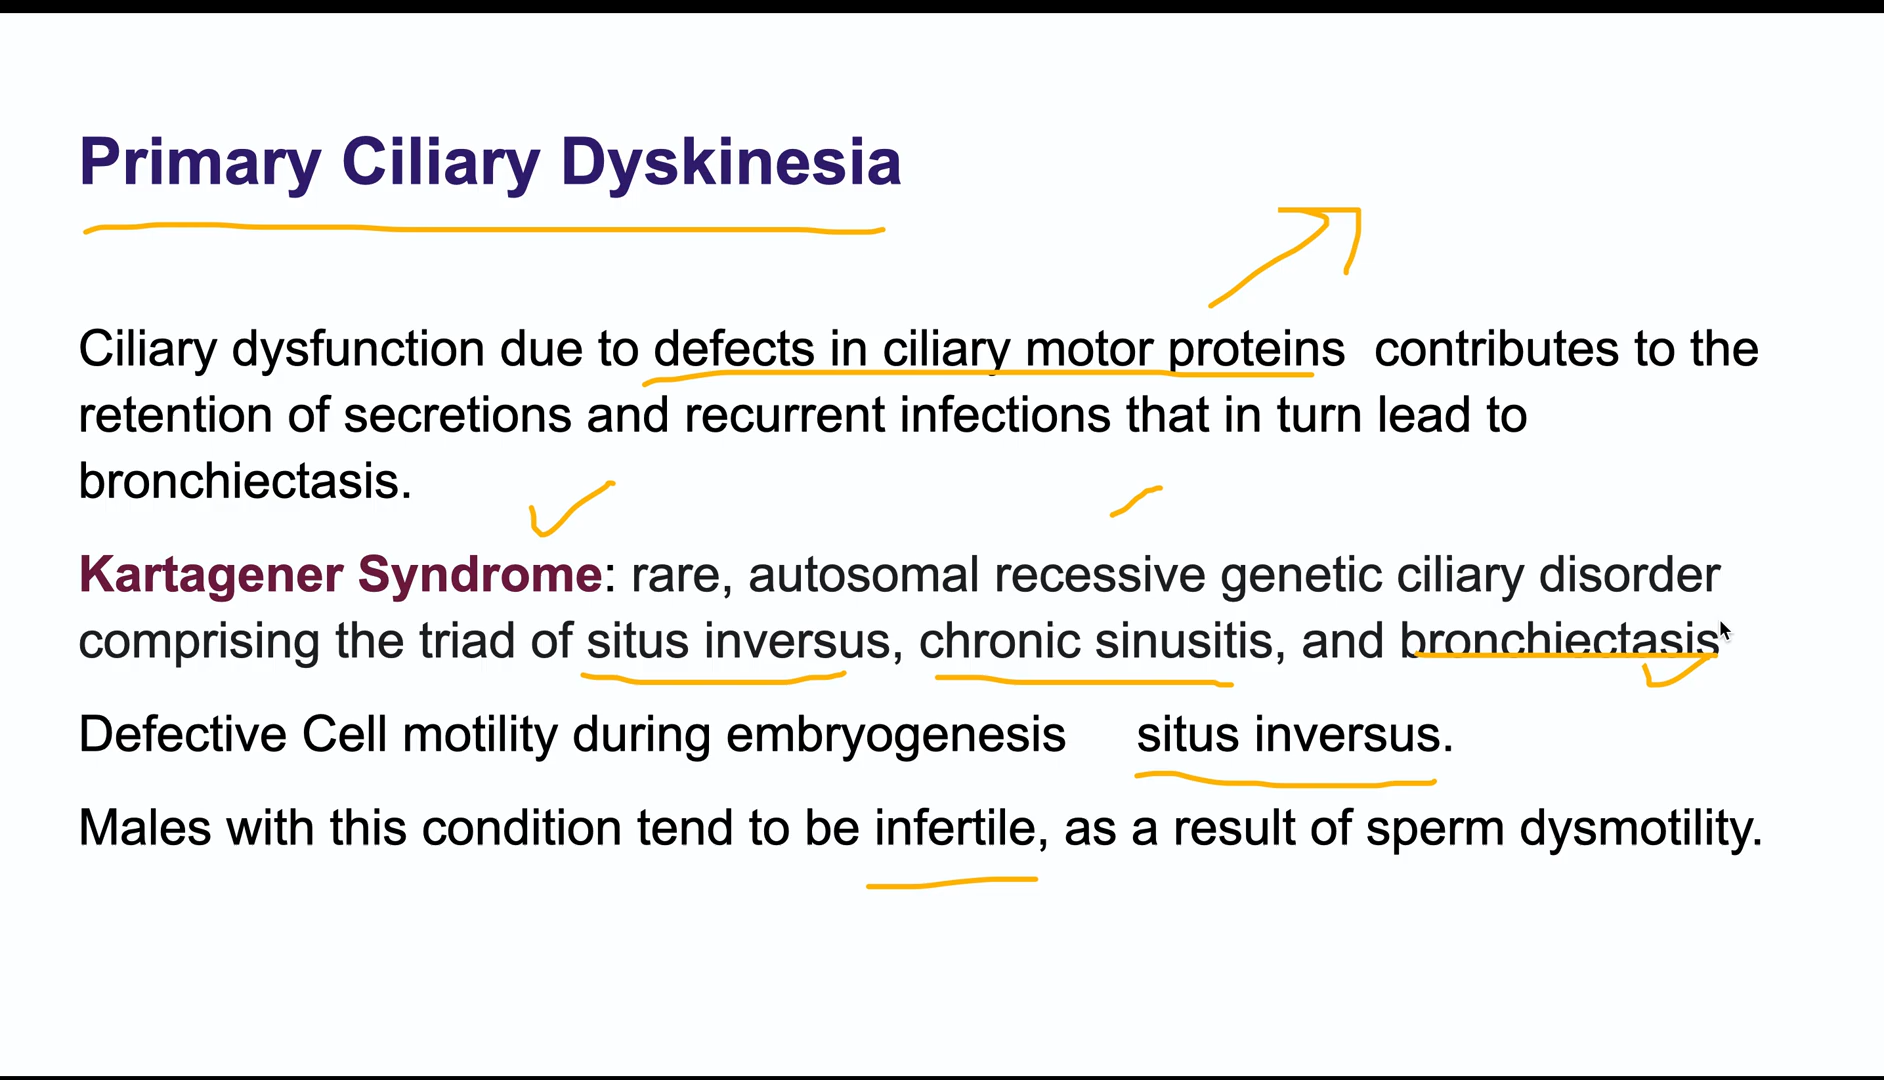 Primary Ciliary Dyskinesia
Ciliary dysfunction due to defects in ciliary motor proteins contributes to the
retention of secretions and recurrent infections that in turn lead to
bronchiectasis.
Kartagener Syndrome: rare, autosomal recessive genetic ciliary disorder
comprising the triad of situs inversus, chronic sinusitis, and bronchiectasis
Defective Cell motility during embryogenesis situs inversus.
Males with this condition tend to be infertile, as a result of sperm dysmotility.